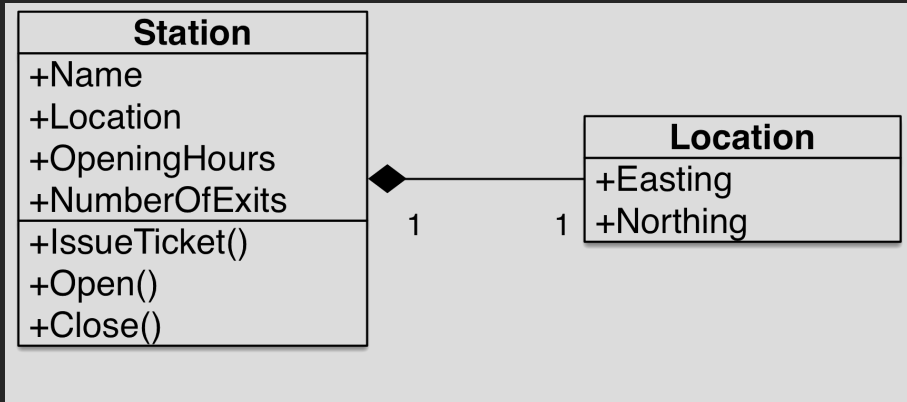 Station
+Name
+Location
+OpeningHours
+NumberOfExits
+IssueTicket()
+Open()
+Close()
1
1
Location
+Easting
+Northing